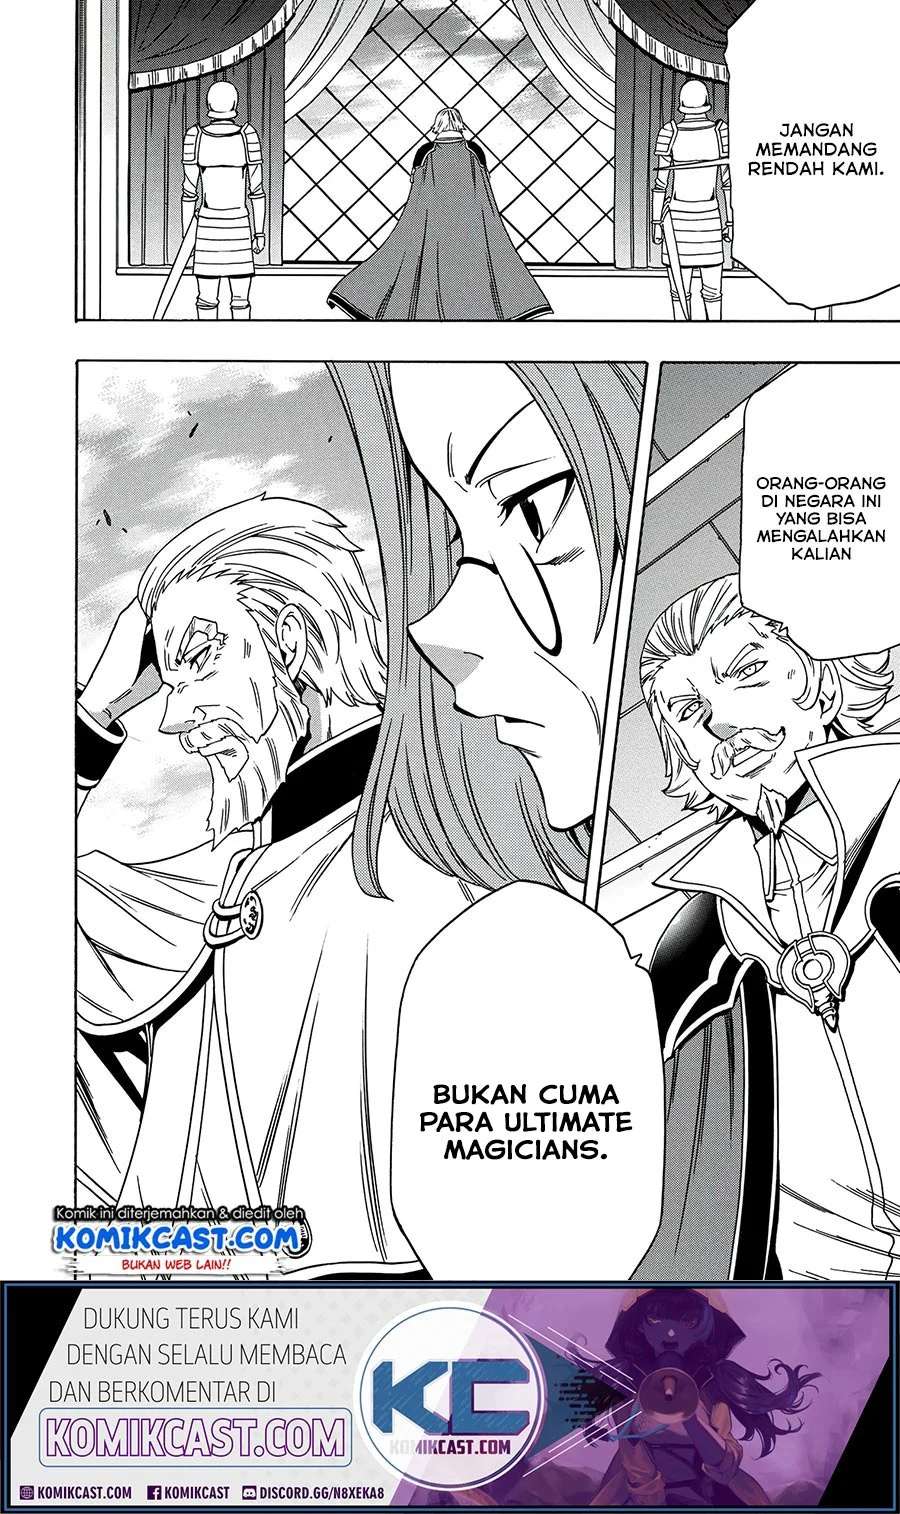 JANGAN
MEMANDANG
RENDAH KAMI.
ORANG-ORANG
DI NEGARA INI
YANG BISA
MENGALAHKAN
KALIAN
BUKAN CUMA
PARA ULTIMATE
MAGICIANS.
Komik ini diterjemahkan & diedit oleh
KOMIKCAST.COM
BUKAN WEB LAIN!!
DUKUNG TERUS KAMI
DENGAN SELALU MEMBACA
DAN BERKOMENTAR DI
KOMIKCAST.COM
KC
KOMIKCAST.COM
KOMIKCAST.COM KOMIKCAST DISCORD.GG/N8XEKA8